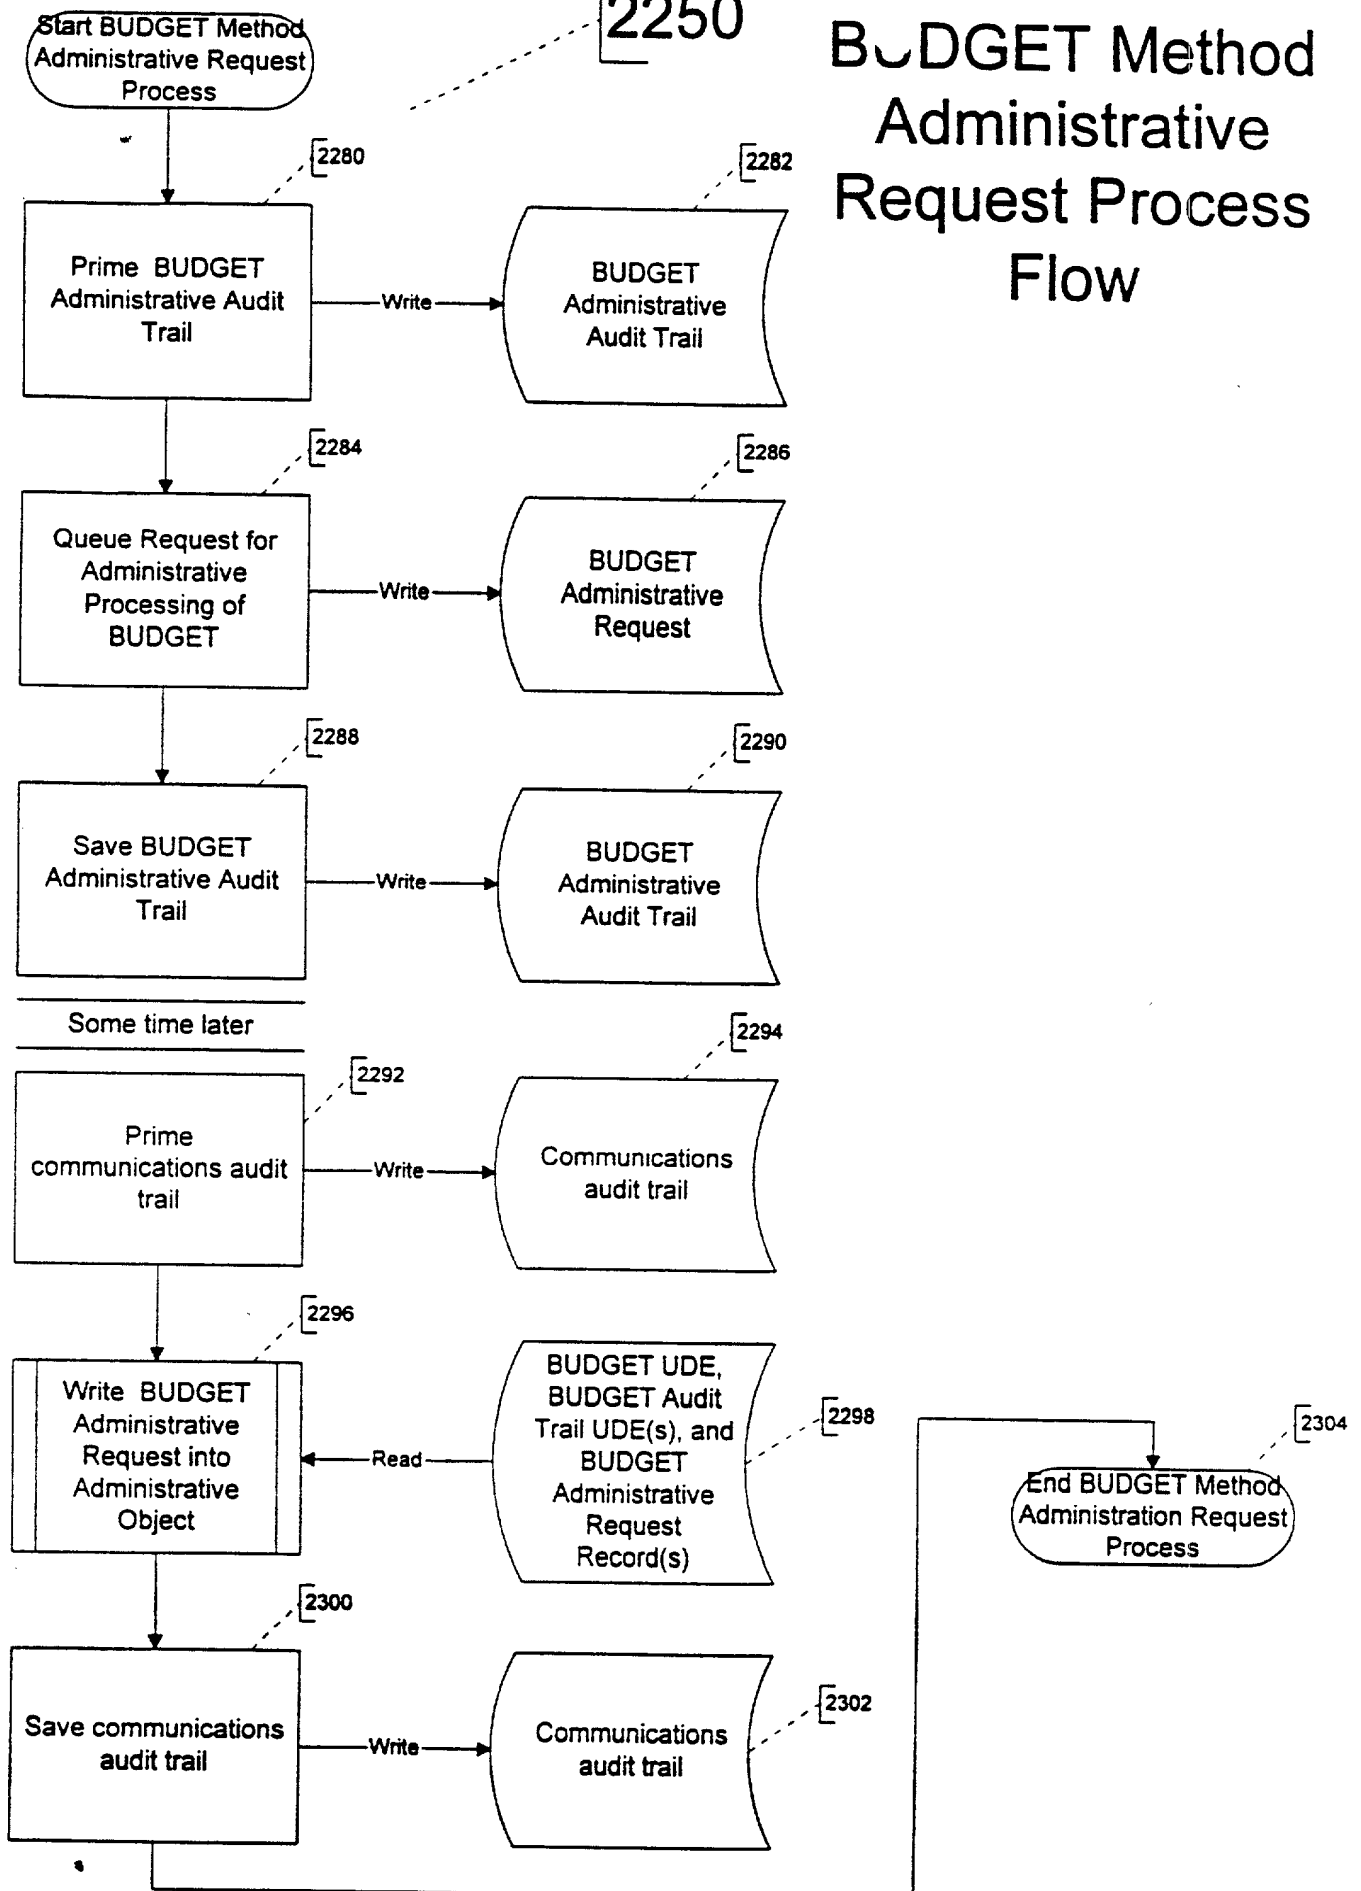 2250
BUDGET Method
Administrative
Request Process
Flow
Start BUDGET Method
Administrative Request
Process
2280
Prime BUDGET
Administrative Audit
Trail
Write
2282
BUDGET
Administrative
Audit Trail
2284
Queue Request for
Administrative
Processing of
BUDGET
Write
2286
BUDGET
Administrative
Request
2288
Save BUDGET
Administrative Audit
Trail
Write
2290
BUDGET
Administrative
Audit Trail
Some time later
2292
Prime
communications audit
trail
Write
2294
Communications
audit trail
2296
Write BUDGET
Administrative
Request into
Administrative
Object
Read
2298
BUDGET UDE,
BUDGET Audit
Trail UDE(s), and
BUDGET
Administrative
Request
Record(s)
2300
Save communications
audit trail
Write
2302
Communications
audit trail
2304
End BUDGET Method
Administration Request
Process